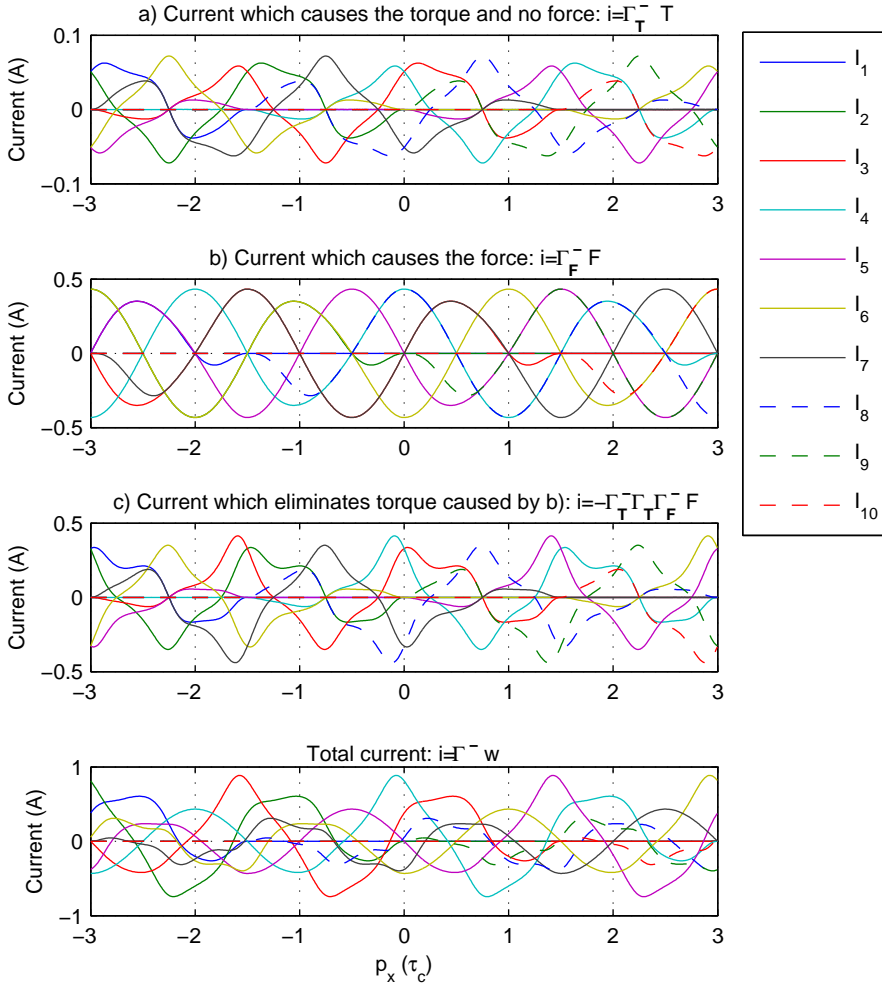 a) Current which causes the torque and no force: i=Γ_T^- T
Current (A)
0.1
0
−0.1
−3 −2 −1 0 1 2 3
b) Current which causes the force: i=Γ_F^- F
Current (A)
0.5
0
−0.5
−3 −2 −1 0 1 2 3
c) Current which eliminates torque caused by b): i=−Γ_T^-Γ_TΓ_F^- F
Current (A)
0.5
0
−0.5
−3 −2 −1 0 1 2 3
Total current: i=Γ^- w
Current (A)
1
0
−1
−3 −2 −1 0 1 2 3
p_x (τ_c)
I_1
I_2
I_3
I_4
I_5
I_6
I_7
I_8
I_9
I_10